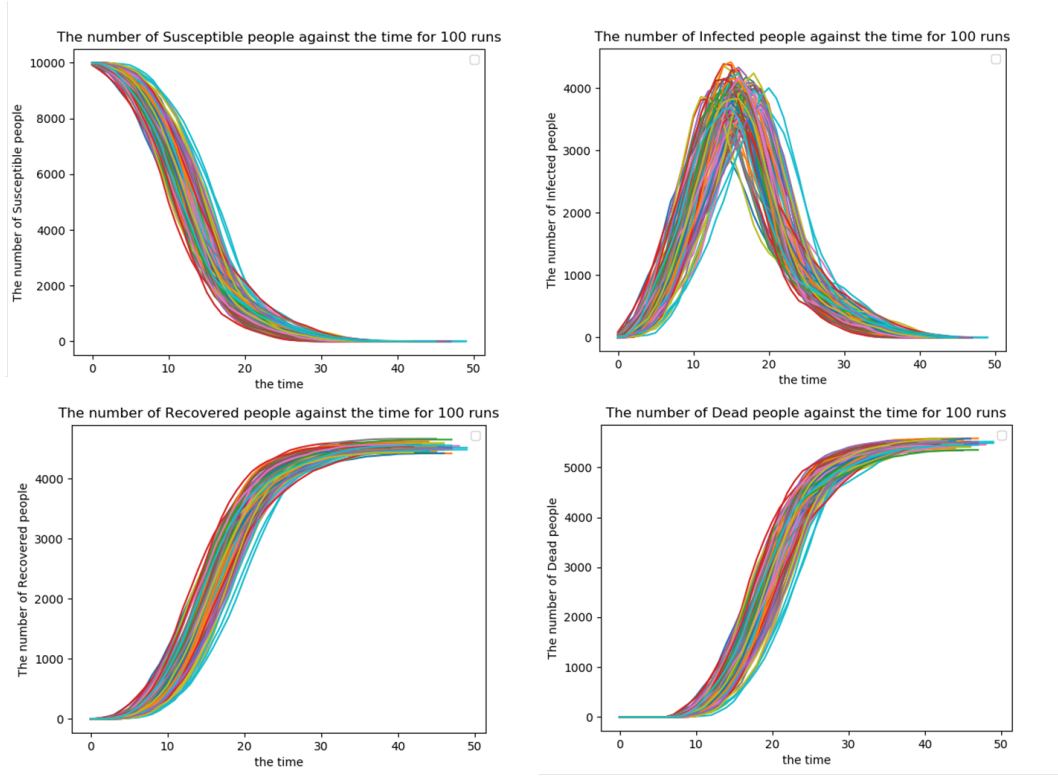 The number of Susceptible people against the time for 100 runs
The number of Susceptible people
10000
8000
6000
4000
2000
0
0 10 20 30 40 50
the time
The number of Infected people against the time for 100 runs
The number of Infected people
4000
3000
2000
1000
0
0 10 20 30 40 50
the time
The number of Recovered people against the time for 100 runs
The number of Recovered people
4000
3000
2000
1000
0
0 10 20 30 40 50
the time
The number of Dead people against the time for 100 runs
The number of Dead people
5000
4000
3000
2000
1000
0
0 10 20 30 40 50
the time